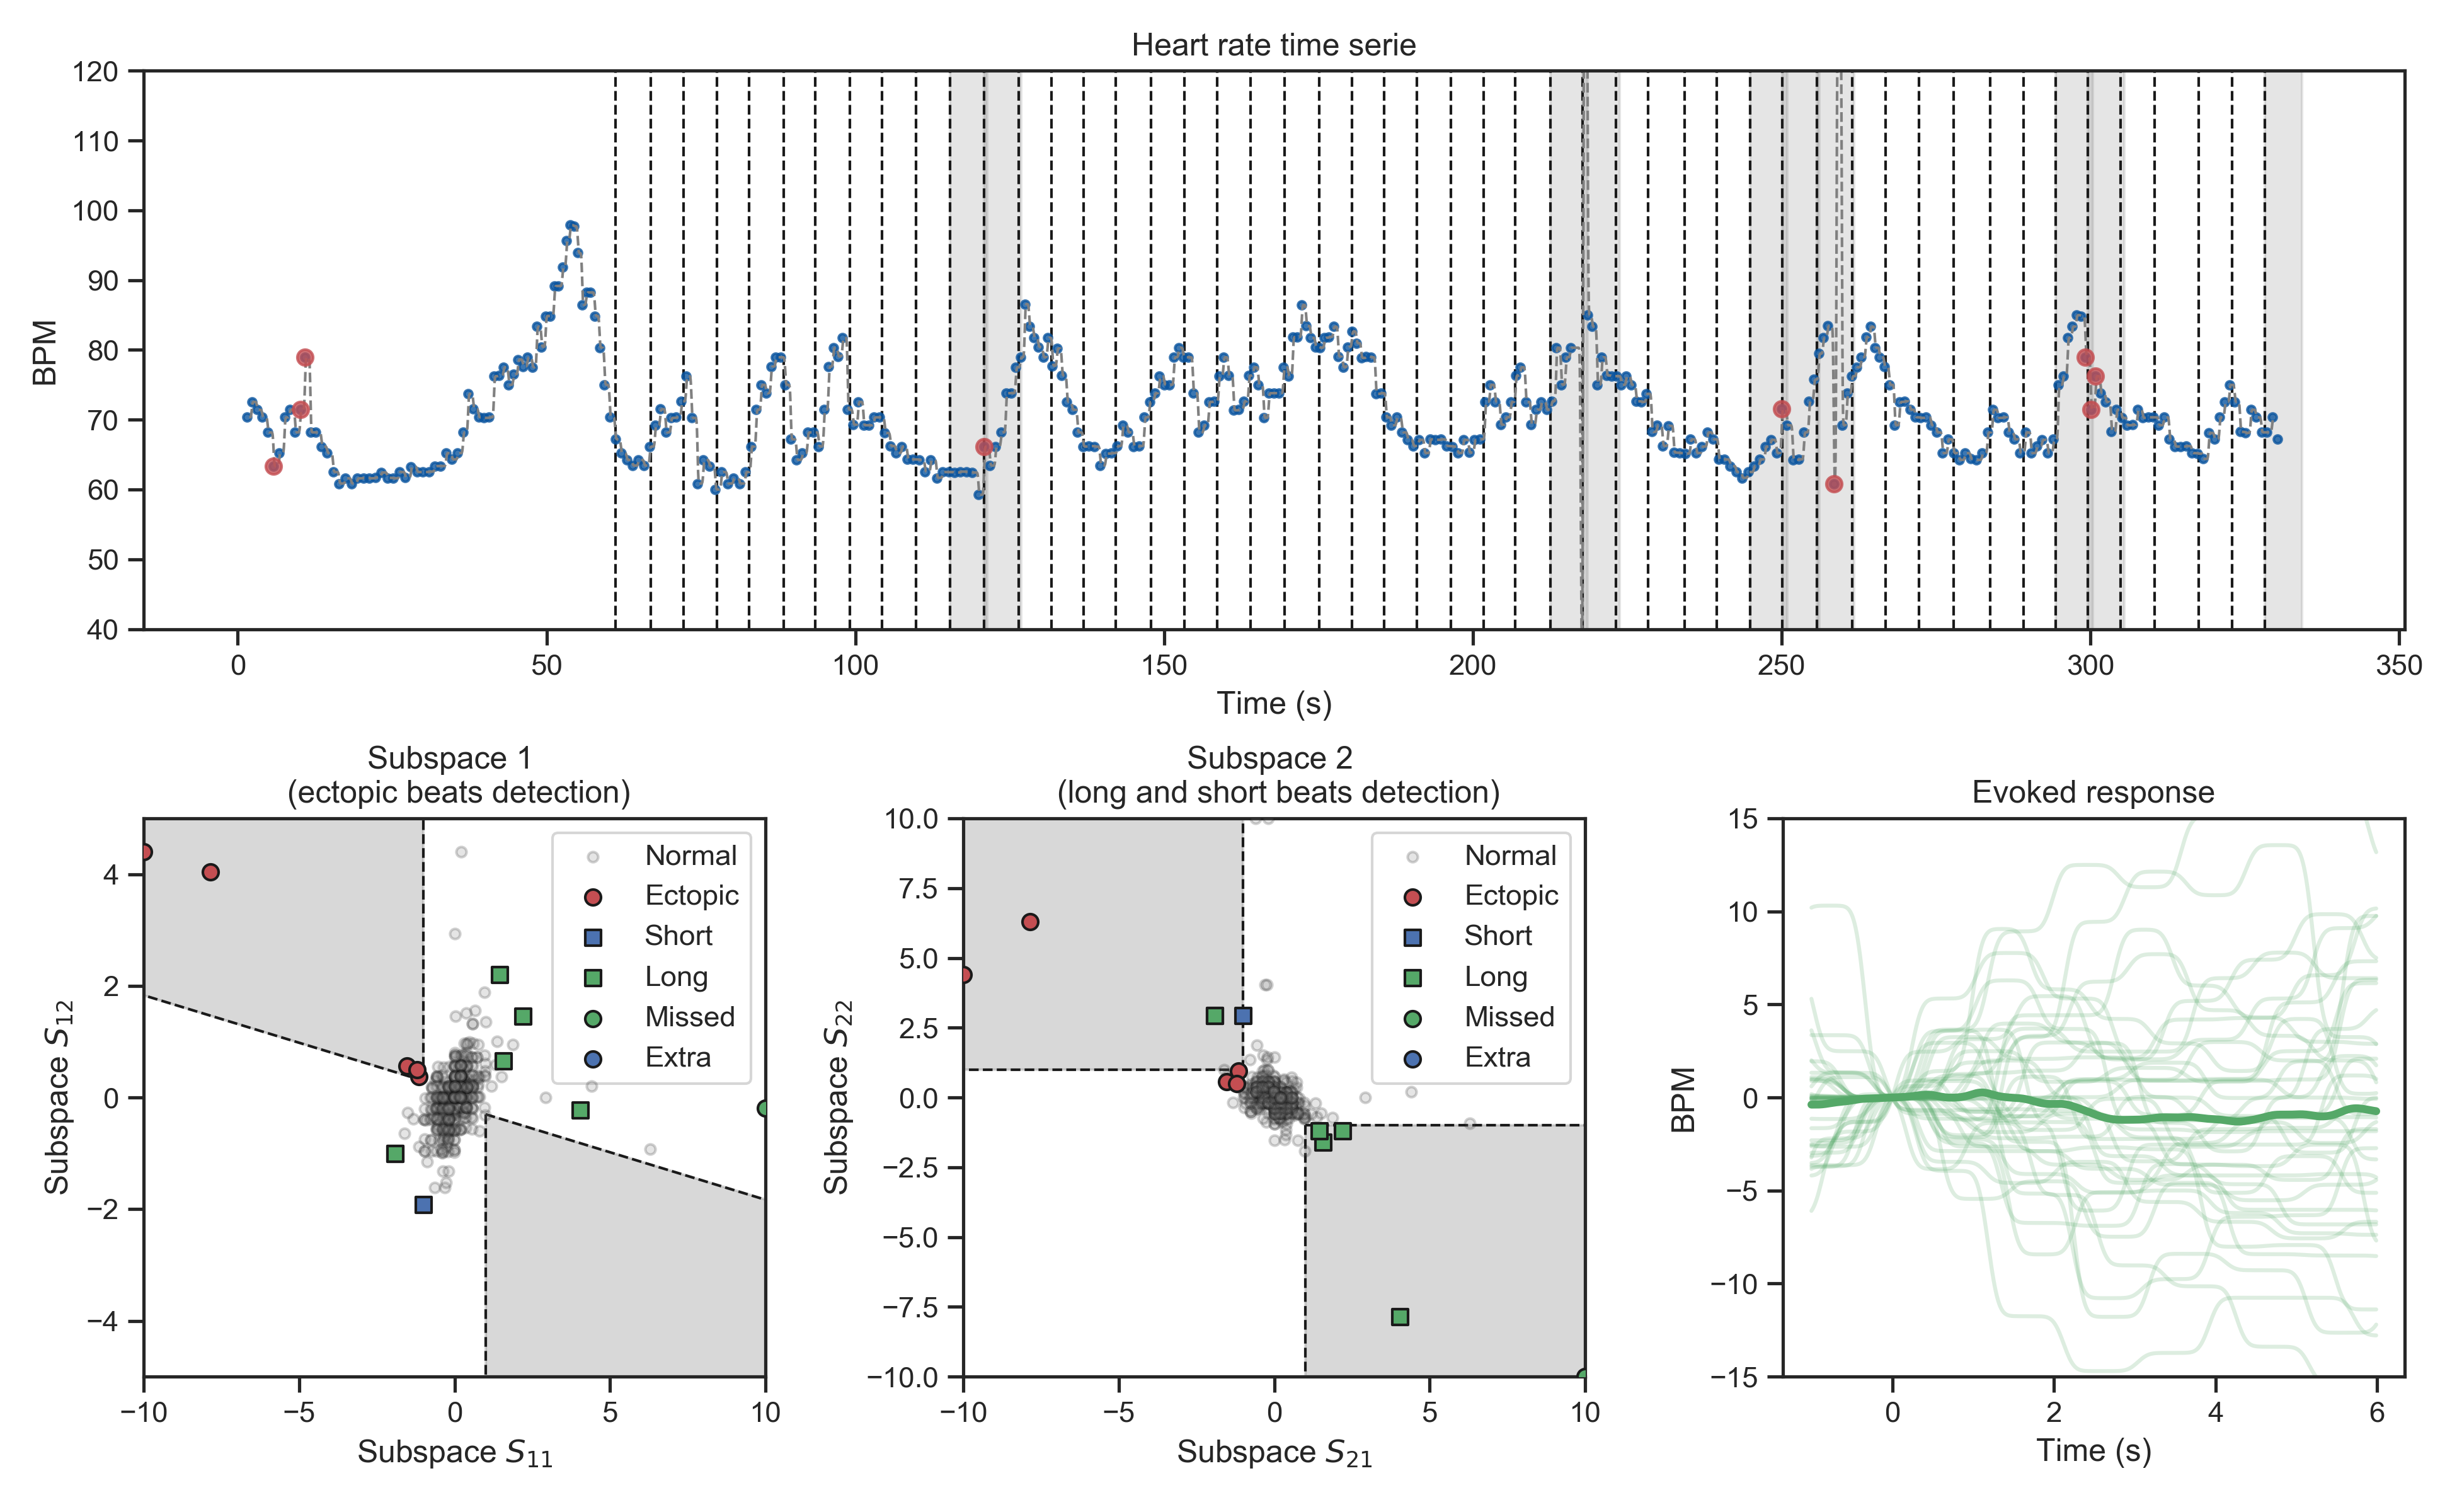 Heart rate time serie
120
110
100
90
80
70
60
50
40
BPM
0 50 100 150 200 250 300 350
Time (s)
Subspace 1
(ectopic beats detection)
4
2
0
−2
−4
Subspace S12
Normal
Ectopic
Short
Long
Missed
Extra
−10 −5 0 5 10
Subspace S11
Subspace 2
(long and short beats detection)
10.0
7.5
5.0
2.5
0.0
−2.5
−5.0
−7.5
−10.0
Subspace S22
Normal
Ectopic
Short
Long
Missed
Extra
−10 −5 0 5 10
Subspace S21
Evoked response
15
10
5
0
−5
−10
−15
BPM
0 2 4 6
Time (s)